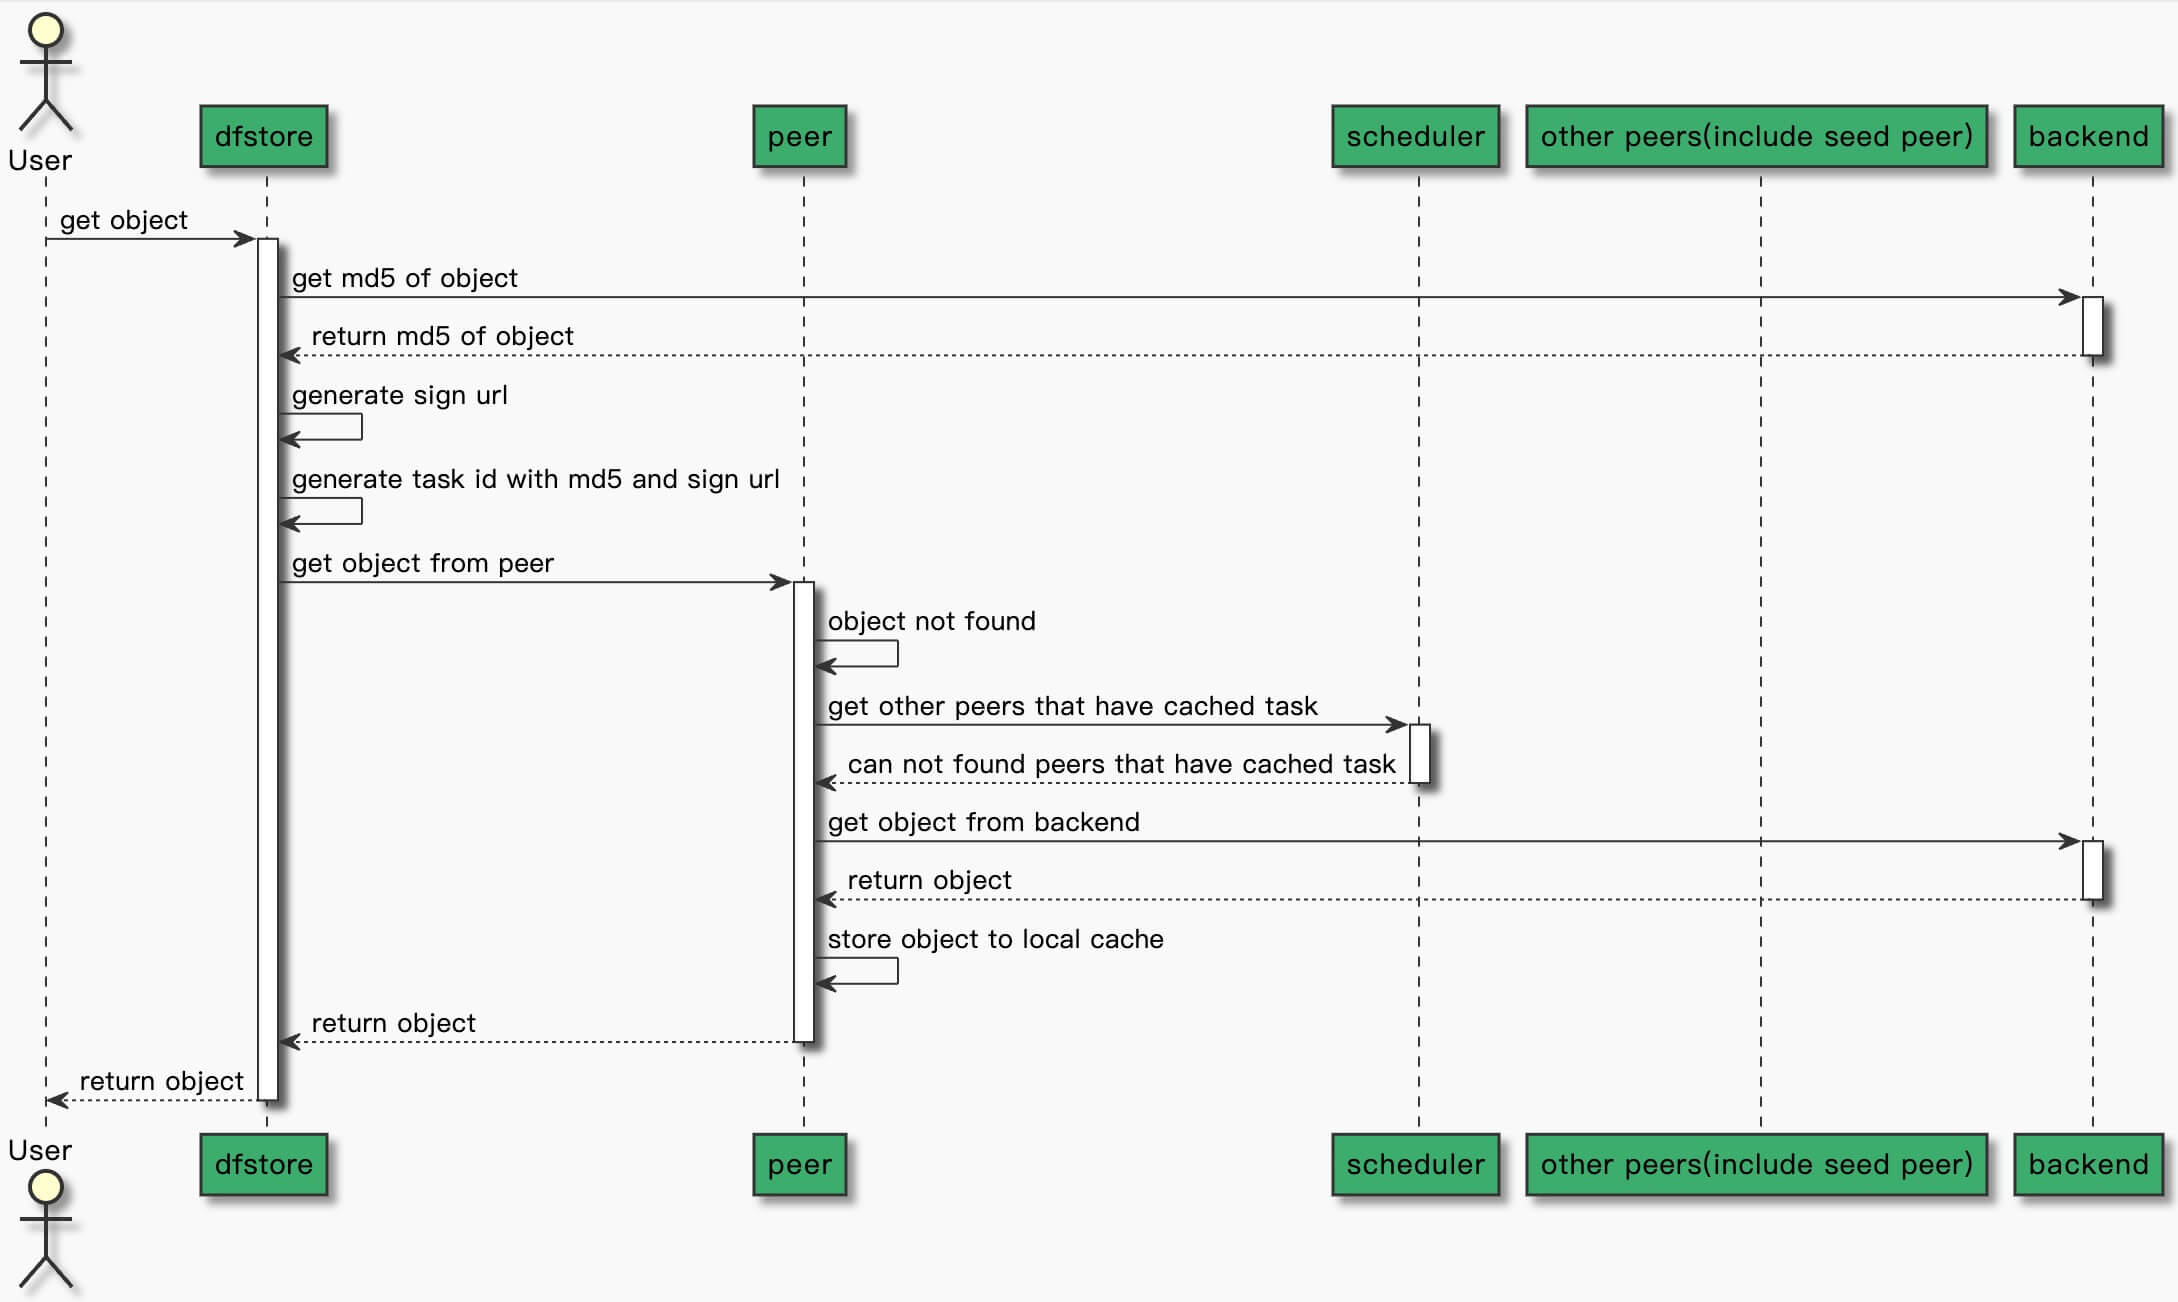 User
dfstore
peer
scheduler
other peers(include seed peer)
backend
get object
get md5 of object
return md5 of object
generate sign url
generate task id with md5 and sign url
get object from peer
object not found
get other peers that have cached task
can not found peers that have cached task
get object from backend
return object
store object to local cache
return object
return object
User
dfstore
peer
scheduler
other peers(include seed peer)
backend